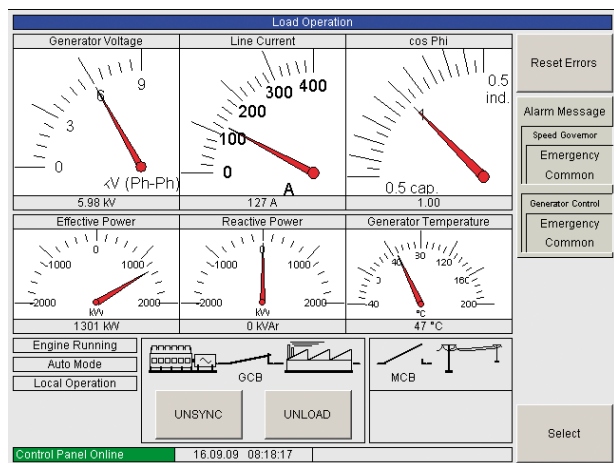 Load Operation
Generator Voltage
Line Current
cos Phi
0
3
6
9
kV (Ph-Ph)
5.98 kV
0
100
200
300
400
A
127 A
0.5 cap.
1
0.5
ind.
1.00
Effective Power
Reactive Power
Generator Temperature
-2000
-1000
0
1000
2000
kW
1301 kW
-2000
-1000
0
1000
2000
0 kVAr
-40
0
40
80
120
160
200
°C
47 °C
Engine Running
Auto Mode
Local Operation
GCB
UNSYNC
UNLOAD
MCB
Control Panel Online
16.09.09 08:18:17
Reset Errors
Alarm Message
Speed Governor
Emergency
Common
Generator Control
Emergency
Common
Select